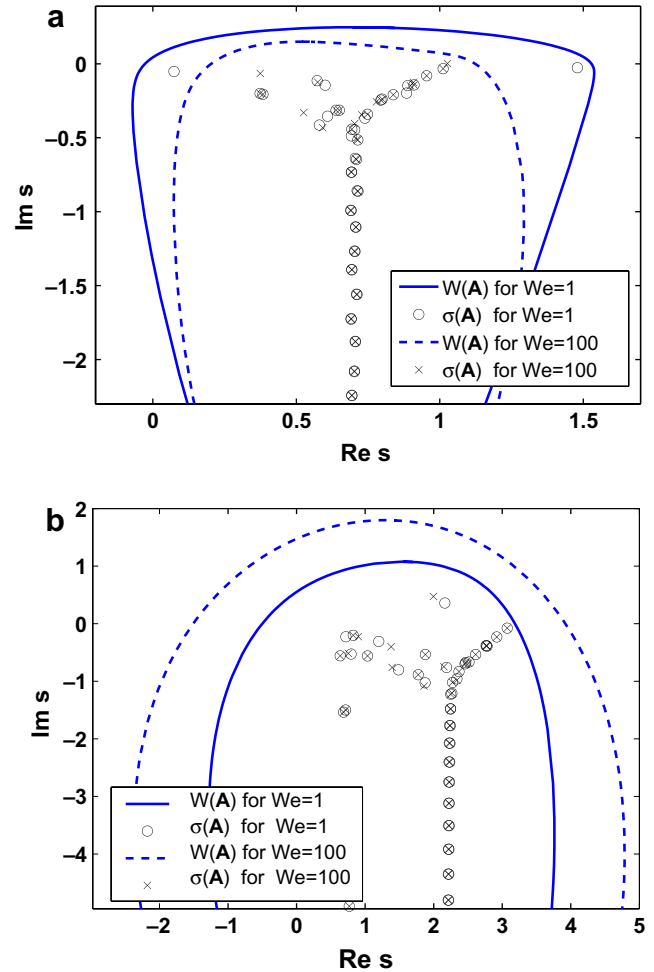 a
0
−0.5
−1
−1.5
−2
Im s
W(A) for We=1
σ(A) for We=1
W(A) for We=100
σ(A) for We=100
0 0.5 1 1.5
Re s
b
2
1
0
−1
−2
−3
−4
Im s
W(A) for We=1
σ(A) for We=1
W(A) for We=100
σ(A) for We=100
−2 −1 0 1 2 3 4 5
Re s